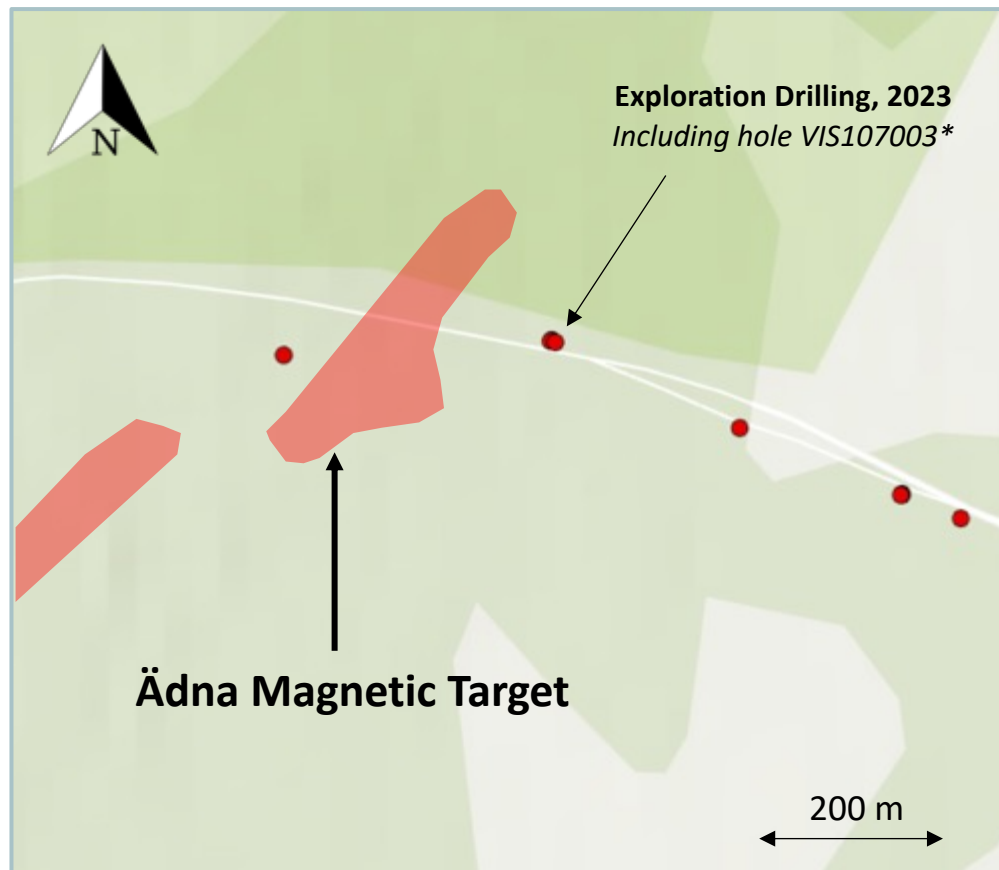 N
Exploration Drilling, 2023
Including hole VIS107003*
Ädna Magnetic Target
200 m